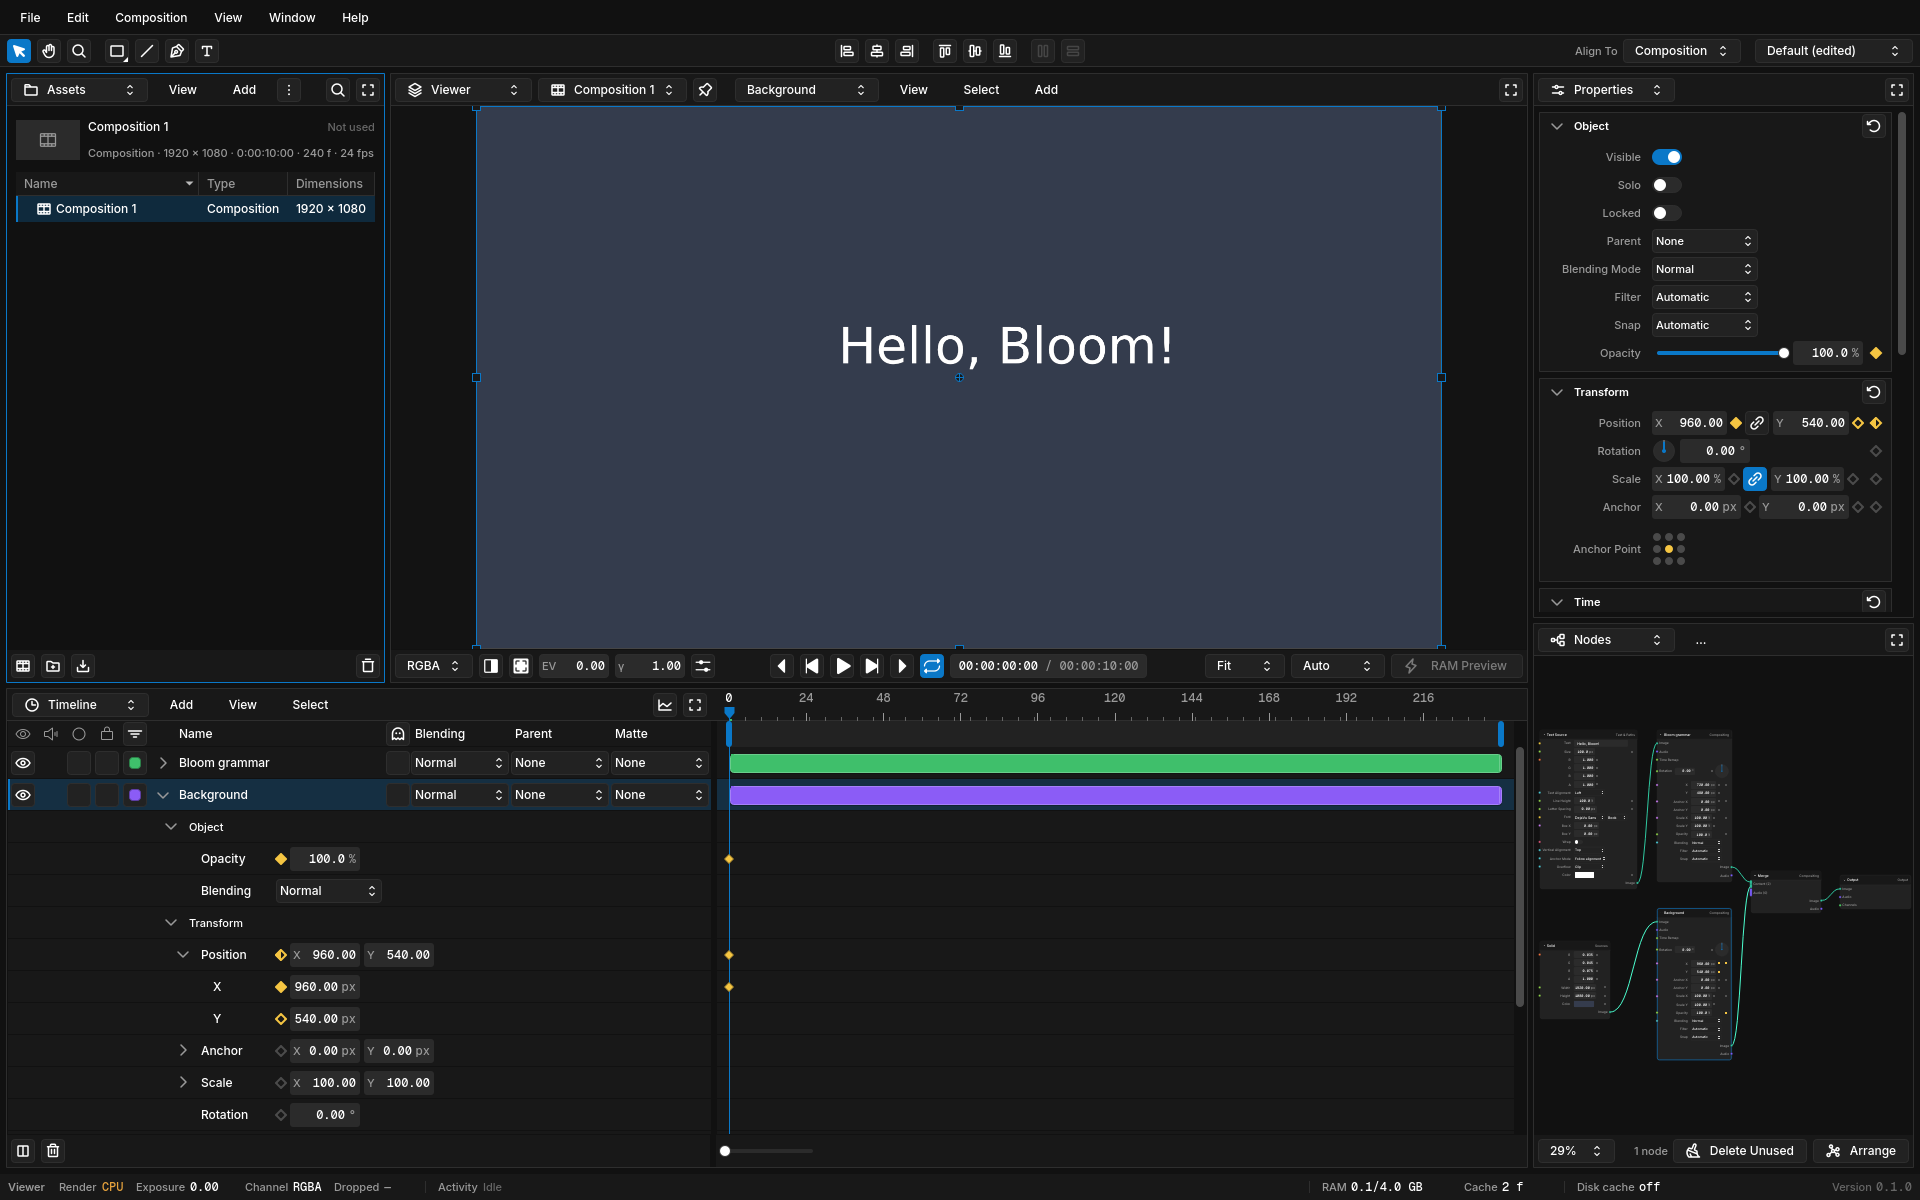 File Edit Composition View Window Help
Align To Composition Default (edited)
Assets View Add
Composition 1 Not used
Composition · 1920 × 1080 · 0:00:10:00 · 240 f · 24 fps
Name Type Dimensions
Composition 1 Composition 1920 × 1080
Viewer Composition 1 Background View Select Add
Hello, Bloom!
RGBA EV 0.00 γ 1.00 00:00:00:00 / 00:00:10:00 Fit Auto RAM Preview
Properties
Object
Visible
Solo
Locked
Parent None
Blending Mode Normal
Filter Automatic
Snap Automatic
Opacity 100.0 %
Transform
Position X 960.00 Y 540.00
Rotation 0.00 °
Scale X 100.00 % Y 100.00 %
Anchor X 0.00 px Y 0.00 px
Anchor Point
Time
Timeline Add View Select
0 24 48 72 96 120 144 168 192 216
Name Blending Parent Matte
Bloom grammar Normal None None
Background Normal None None
Object
Opacity 100.0 %
Blending Normal
Transform
Position X 960.00 Y 540.00
X 960.00 px
Y 540.00 px
Anchor X 0.00 px Y 0.00 px
Scale X 100.00 Y 100.00
Rotation 0.00 °
Nodes ...
Text Source
Bloom grammar
Merge
Output
Background
Solid
29% 1 node Delete Unused Arrange
Viewer Render CPU Exposure 0.00 Channel RGBA Dropped — Activity Idle RAM 0.1/4.0 GB Cache 2 f Disk cache off Version 0.1.0